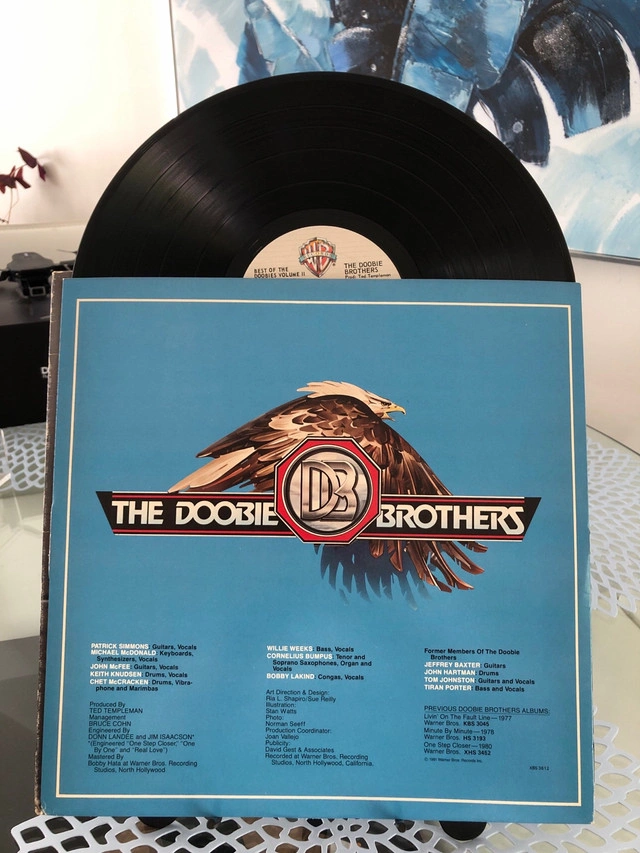 BEST OF THE
DOOBIES VOLUME II
THE DOOBIE
BROTHERS
Prod: Ted Templeman
THE DOOBIE DB BROTHERS
PATRICK SIMMONS Guitars, Vocals
MICHAEL McDONALD Keyboards,
Synthesizers, Vocals
JOHN McFEE Guitars, Vocals
KEITH KNUDSEN Drums, Vocals
CHET McCRACKEN Drums, Vibra-
phone and Marimbas
Produced By
TED TEMPLEMAN
Management
BRUCE COHN
Engineered By
DONN LANDEE and JIM ISAACSON*
*(Engineered "One Step Closer," "One
By One" and "Real Love")
Mastered By
Bobby Hata at Warner Bros. Recording
Studios, North Hollywood
WILLIE WEEKS Bass, Vocals
CORNELIUS BUMPUS Tenor and
Soprano Saxophones, Organ and
Vocals
BOBBY LAKIND Congas, Vocals
Art Direction & Design:
Ria L. Shapiro/Sue Reilly
Illustration:
Stan Watts
Photo:
Norman Seeff
Production Coordinator:
Joan Vallejo
Publicity:
David Gest & Associates
Recorded at Warner Bros. Recording
Studios, North Hollywood, California.
Former Members Of The Doobie
Brothers
JEFFREY BAXTER Guitars
JOHN HARTMAN Drums
TOM JOHNSTON Guitars and Vocals
TIRAN PORTER Bass and Vocals
PREVIOUS DOOBIE BROTHERS ALBUMS:
Livin' On The Fault Line—1977
Warner Bros. KBS 3045
Minute By Minute—1978
Warner Bros. HS 3193
One Step Closer—1980
Warner Bros. XHS 3452
© 1981 Warner Bros. Records Inc.